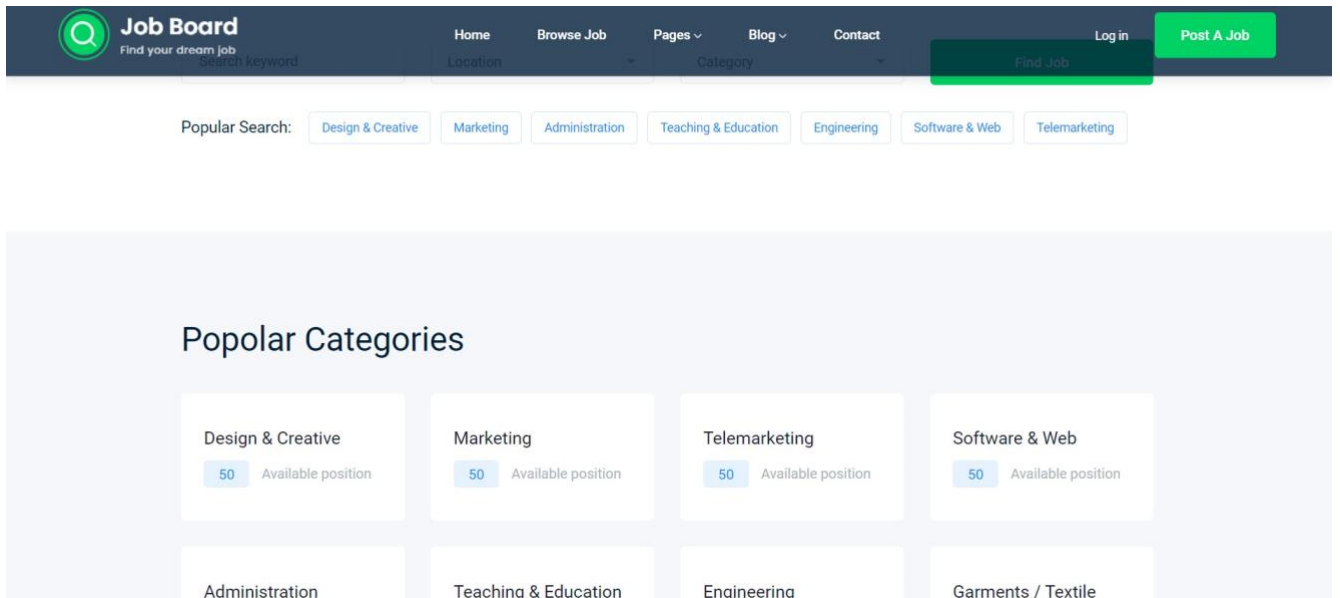 Job Board
Find your dream job
Home Browse Job Pages Blog Contact Log in Post A Job
Search keyword Location Category Find Job
Popular Search: Design & Creative Marketing Administration Teaching & Education Engineering Software & Web Telemarketing
Popolar Categories
Design & Creative Marketing Telemarketing Software & Web
50 Available position 50 Available position 50 Available position 50 Available position
Administration Teaching & Education Engineering Garments / Textile